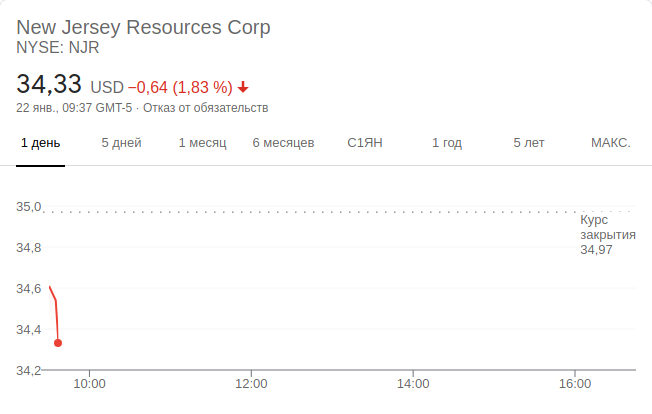 New Jersey Resources Corp
NYSE: NJR
34,33 USD −0,64 (1,83 %)
22 янв., 09:37 GMT-5 · Отказ от обязательств
1 день 5 дней 1 месяц 6 месяцев С1ЯН 1 год 5 лет МАКС.
35,0
Курс
закрытия
34,97
34,8
34,6
34,4
34,2
10:00 12:00 14:00 16:00